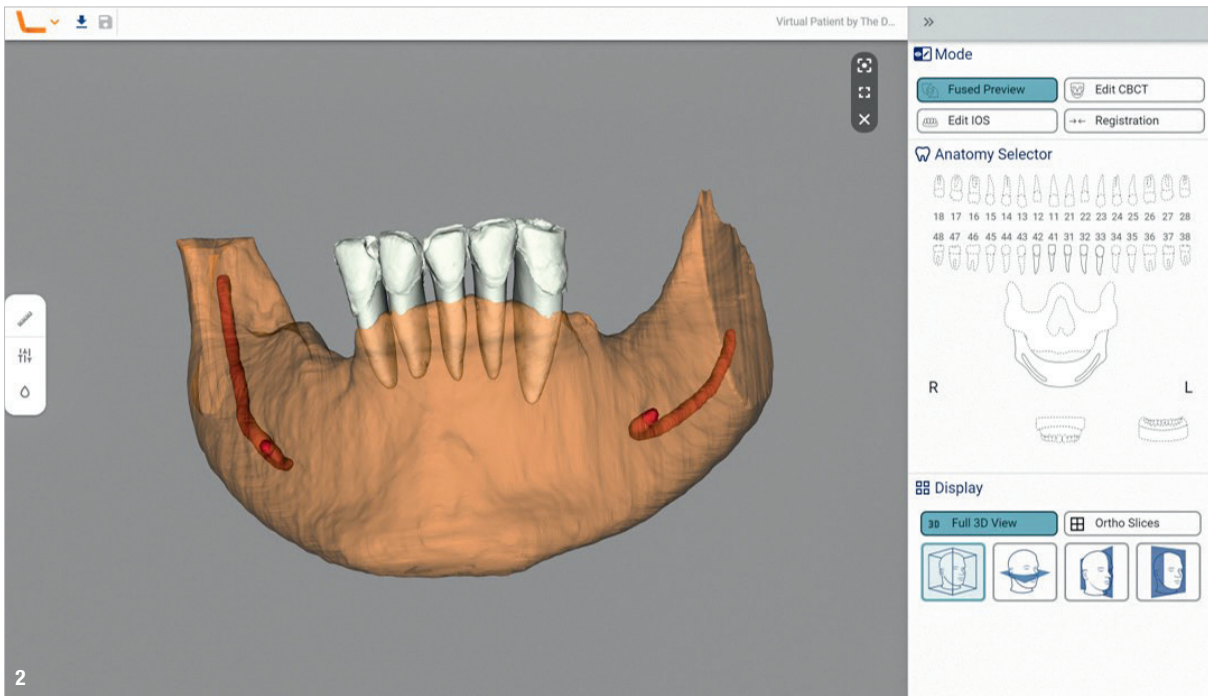 Virtual Patient by The D...
»
Mode
Fused Preview
Edit CBCT
Edit IOS
Registration
Anatomy Selector
18 17 16 15 14 13 12 11 21 22 23 24 25 26 27 28
48 47 46 45 44 43 42 41 31 32 33 34 35 36 37 38
R L
Display
3D Full 3D View
Ortho Slices
2